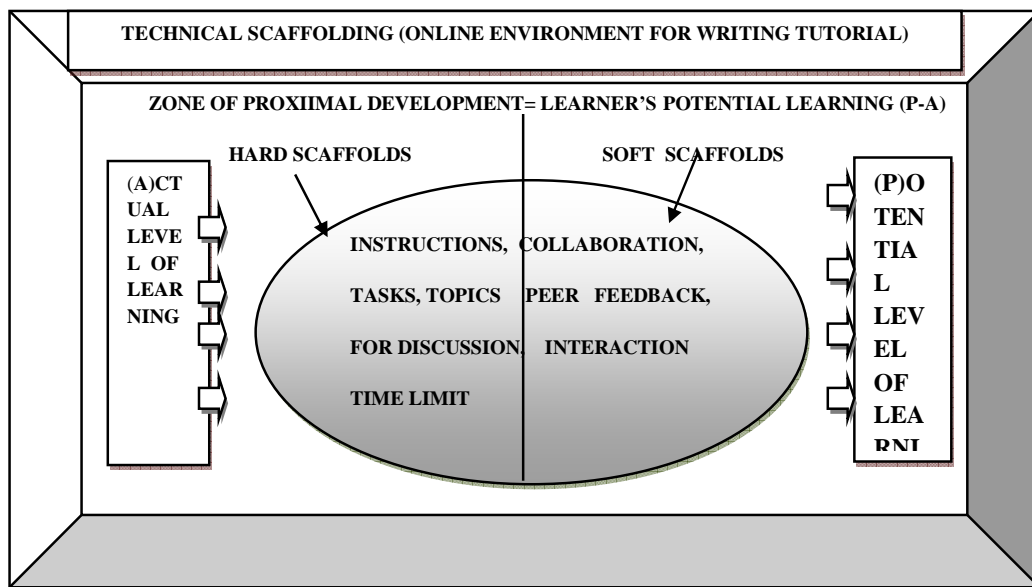 TECHNICAL SCAFFOLDING (ONLINE ENVIRONMENT FOR WRITING TUTORIAL)
ZONE OF PROXIIMAL DEVELOPMENT= LEARNER'S POTENTIAL LEARNING (P-A)
HARD SCAFFOLDS
SOFT SCAFFOLDS
(A)CT
UAL
LEVE
L OF
LEAR
NING
INSTRUCTIONS, COLLABORATION,
TASKS, TOPICS PEER FEEDBACK,
FOR DISCUSSION, INTERACTION
TIME LIMIT
(P)O
TEN
TIA
L
LEV
EL
OF
LEA
RNI